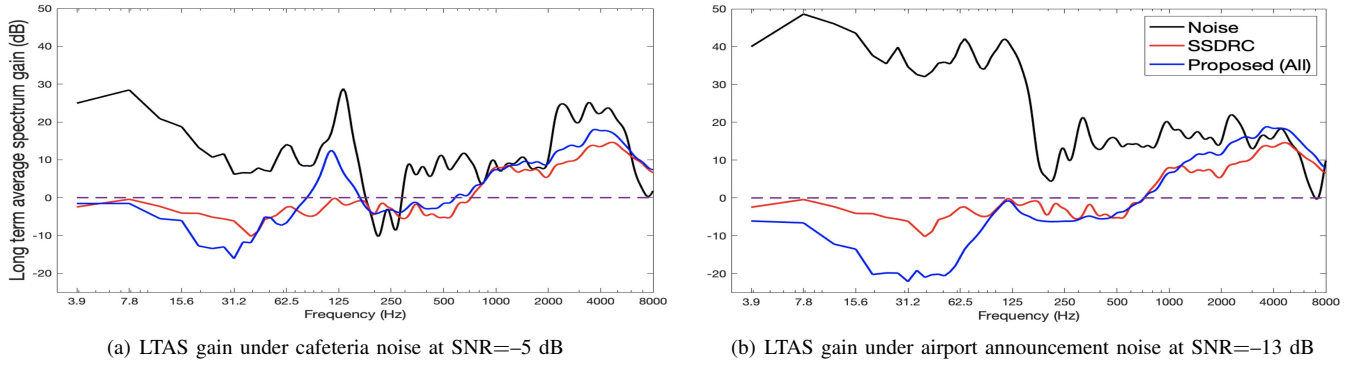 Long term average spectrum gain (dB)
50
40
30
20
10
0
-10
-20
3.9 7.8 15.6 31.2 62.5 125 250 500 1000 2000 4000 8000
Frequency (Hz)
(a) LTAS gain under cafeteria noise at SNR=–5 dB
50
40
30
20
10
0
-10
-20
Noise
SSDRC
Proposed (All)
3.9 7.8 15.6 31.2 62.5 125 250 500 1000 2000 4000 8000
Frequency (Hz)
(b) LTAS gain under airport announcement noise at SNR=–13 dB